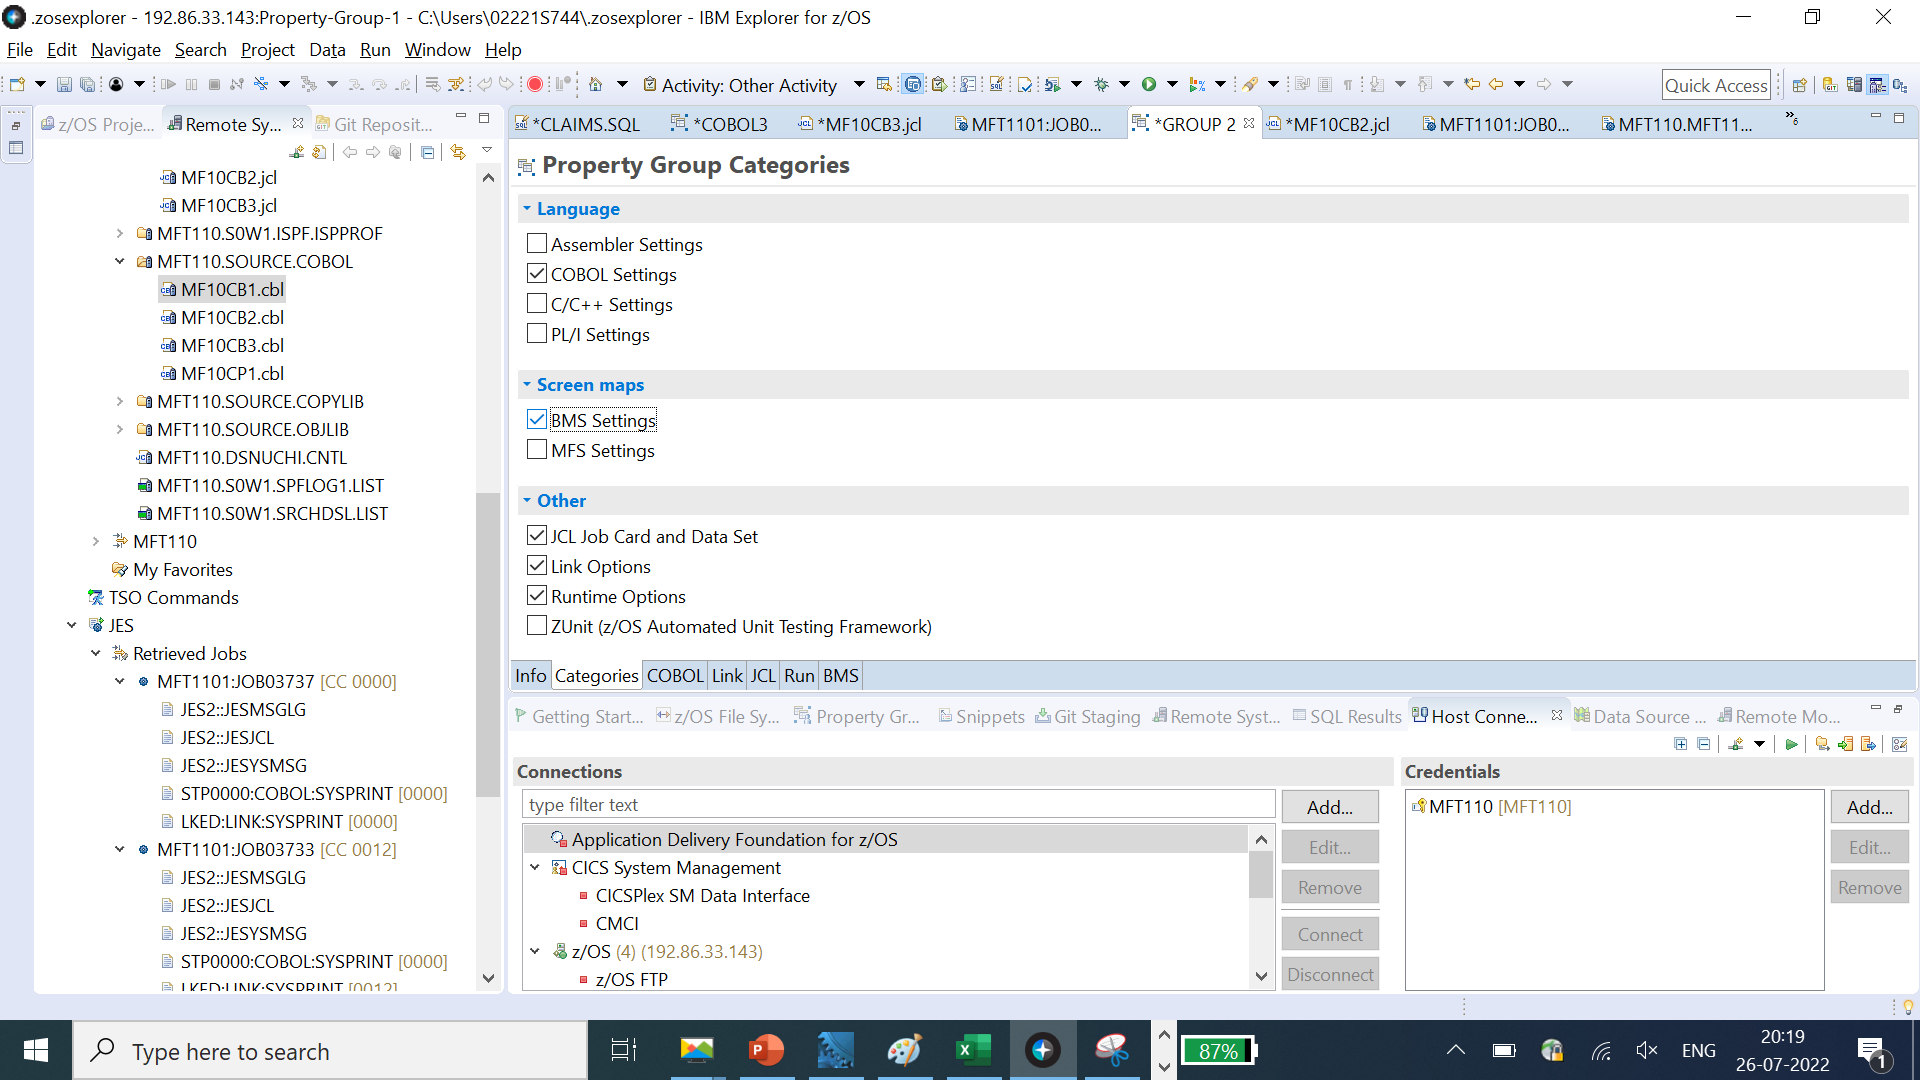 .zosexplorer - 192.86.33.143:Property-Group-1 - C:\Users\02221S744\.zosexplorer - IBM Explorer for z/OS
File Edit Navigate Search Project Data Run Window Help
Activity: Other Activity
Quick Access
z/OS Proje...
Remote Sy...
Git Reposit...
MF10CB2.jcl
MF10CB3.jcl
MFT110.S0W1.ISPF.ISPPROF
MFT110.SOURCE.COBOL
MF10CB1.cbl
MF10CB2.cbl
MF10CB3.cbl
MF10CP1.cbl
MFT110.SOURCE.COPYLIB
MFT110.SOURCE.OBJLIB
MFT110.DSNUCHI.CNTL
MFT110.S0W1.SPFLOG1.LIST
MFT110.S0W1.SRCHDSL.LIST
MFT110
My Favorites
TSO Commands
JES
Retrieved Jobs
MFT1101:JOB03737 [CC 0000]
JES2::JESMSGLG
JES2::JESJCL
JES2::JESYSMSG
STP0000:COBOL:SYSPRINT [0000]
LKED:LINK:SYSPRINT [0000]
MFT1101:JOB03733 [CC 0012]
JES2::JESMSGLG
JES2::JESJCL
JES2::JESYSMSG
STP0000:COBOL:SYSPRINT [0000]
LKED:LINK:SYSPRINT [0012]
*CLAIMS.SQL
*COBOL3
*MF10CB3.jcl
MFT1101:JOB0...
*GROUP 2
*MF10CB2.jcl
MFT1101:JOB0...
MFT110.MFT11...
»6
Property Group Categories
Language
Assembler Settings
COBOL Settings
C/C++ Settings
PL/I Settings
Screen maps
BMS Settings
MFS Settings
Other
JCL Job Card and Data Set
Link Options
Runtime Options
ZUnit (z/OS Automated Unit Testing Framework)
Info Categories COBOL Link JCL Run BMS
Getting Start...
z/OS File Sy...
Property Gr...
Snippets
Git Staging
Remote Syst...
SQL Results
Host Conne...
Data Source ...
Remote Mo...
Connections
type filter text
Application Delivery Foundation for z/OS
CICS System Management
CICSPlex SM Data Interface
CMCI
z/OS (4) (192.86.33.143)
z/OS FTP
Add...
Edit...
Remove
Connect
Disconnect
Credentials
MFT110 [MFT110]
Add...
Edit...
Remove
Type here to search
87%
ENG
20:19
26-07-2022
1